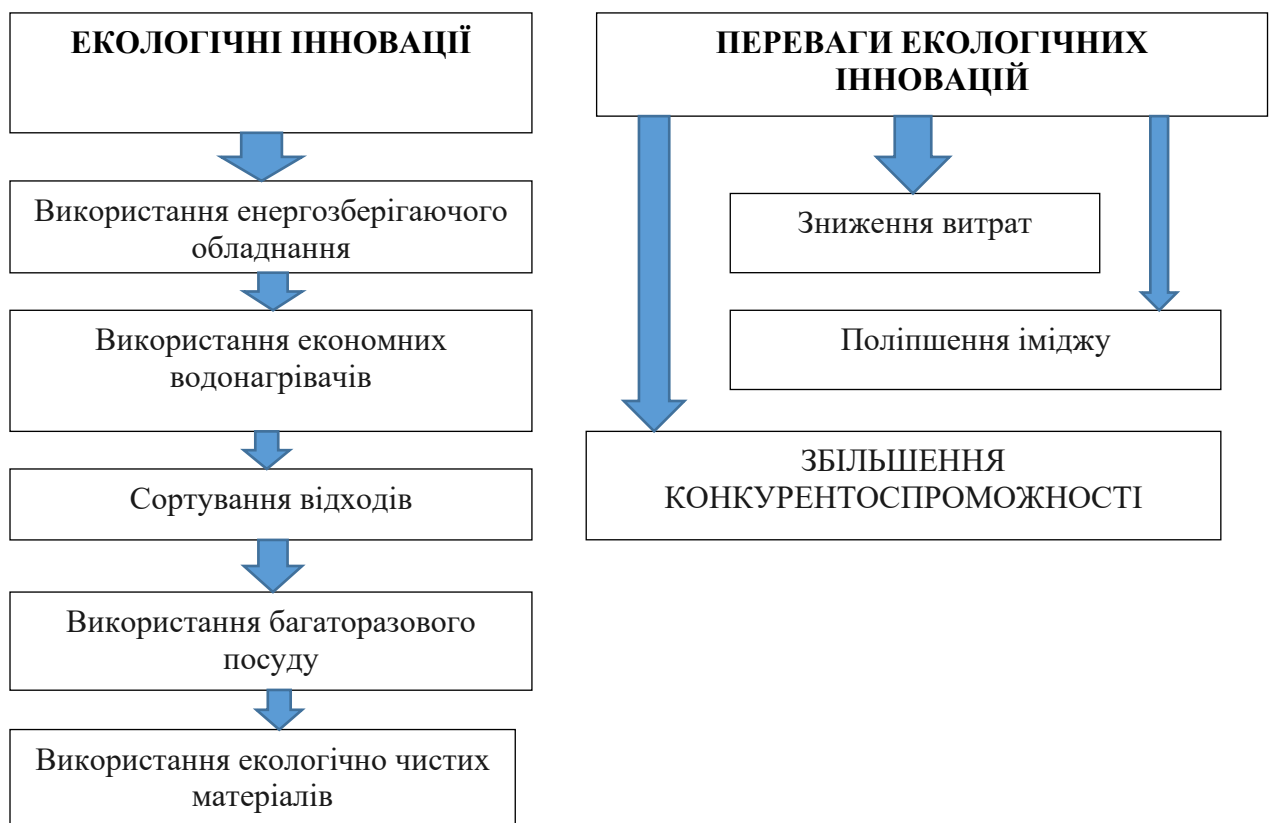 ЕКОЛОГІЧНІ ІННОВАЦІЇ
Використання енергозберігаючого
обладнання
Використання економних
водонагрівачів
Сортування відходів
Використання багаторазового
посуду
Використання екологічно чистих
матеріалів
ПЕРЕВАГИ ЕКОЛОГІЧНИХ
ІННОВАЦІЙ
Зниження витрат
Поліпшення іміджу
ЗБІЛЬШЕННЯ
КОНКУРЕНТОСПРОМОЖНОСТІ